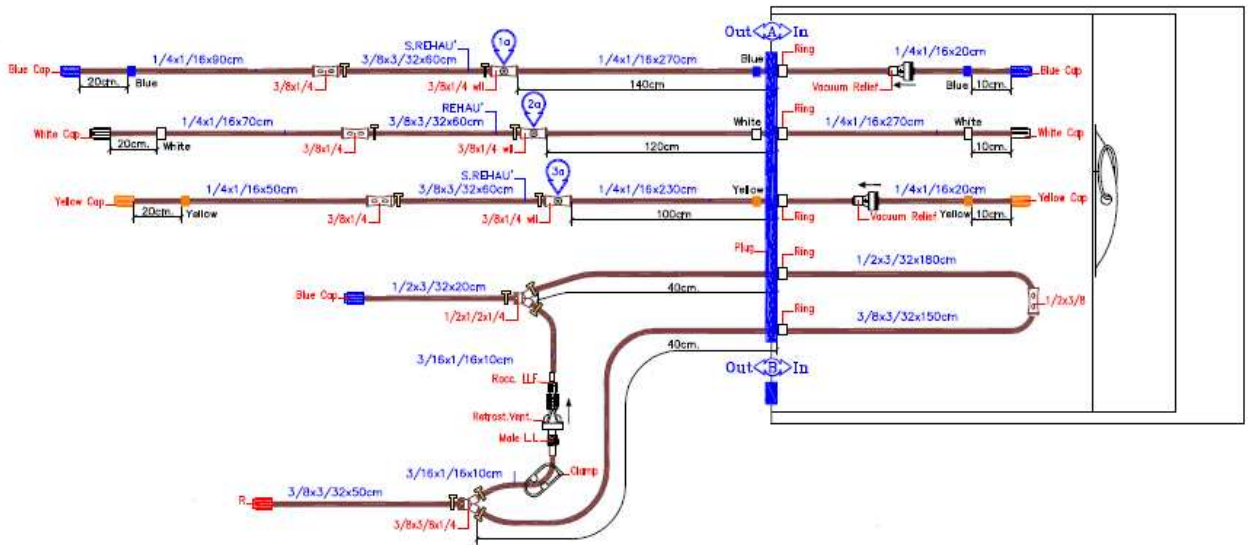 Out A In
1a
S.REHAU'
1/4x1/16x90cm
3/8x3/32x60cm
1/4x1/16x270cm
Blue
Ring
1/4x1/16x20cm
Blue Cap
20cm.
Blue
3/8x1/4
3/8x1/4 wll
140cm
Vacuum Relief
Blue
10cm.
Blue Cap
2a
REHAU'
1/4x1/16x70cm
3/8x3/32x60cm
White
Ring
1/4x1/16x270cm
White
White Cap
20cm.
White
3/8x1/4
3/8x1/4 wll
120cm
10cm.
White Cap
3a
S.REHAU'
1/4x1/16x50cm
3/8x3/32x60cm
1/4x1/16x230cm
Yellow
1/4x1/16x20cm
Yellow Cap
20cm.
Yellow
3/8x1/4
3/8x1/4 wll
100cm
Ring
Vacuum Relief
Yellow
10cm.
Yellow Cap
Plug
Ring
1/2x3/32x180cm
Blue Cap
1/2x3/32x20cm
40cm.
1/2x1/2x1/4
1/2x3/8
Ring
3/8x3/32x150cm
40cm.
3/16x1/16x10cm
Out B In
Racc. LLF
Retrost.Vent.
Male L.L
3/16x1/16x10cm
Clamp
R
3/8x3/32x50cm
3/8x3/8x1/4